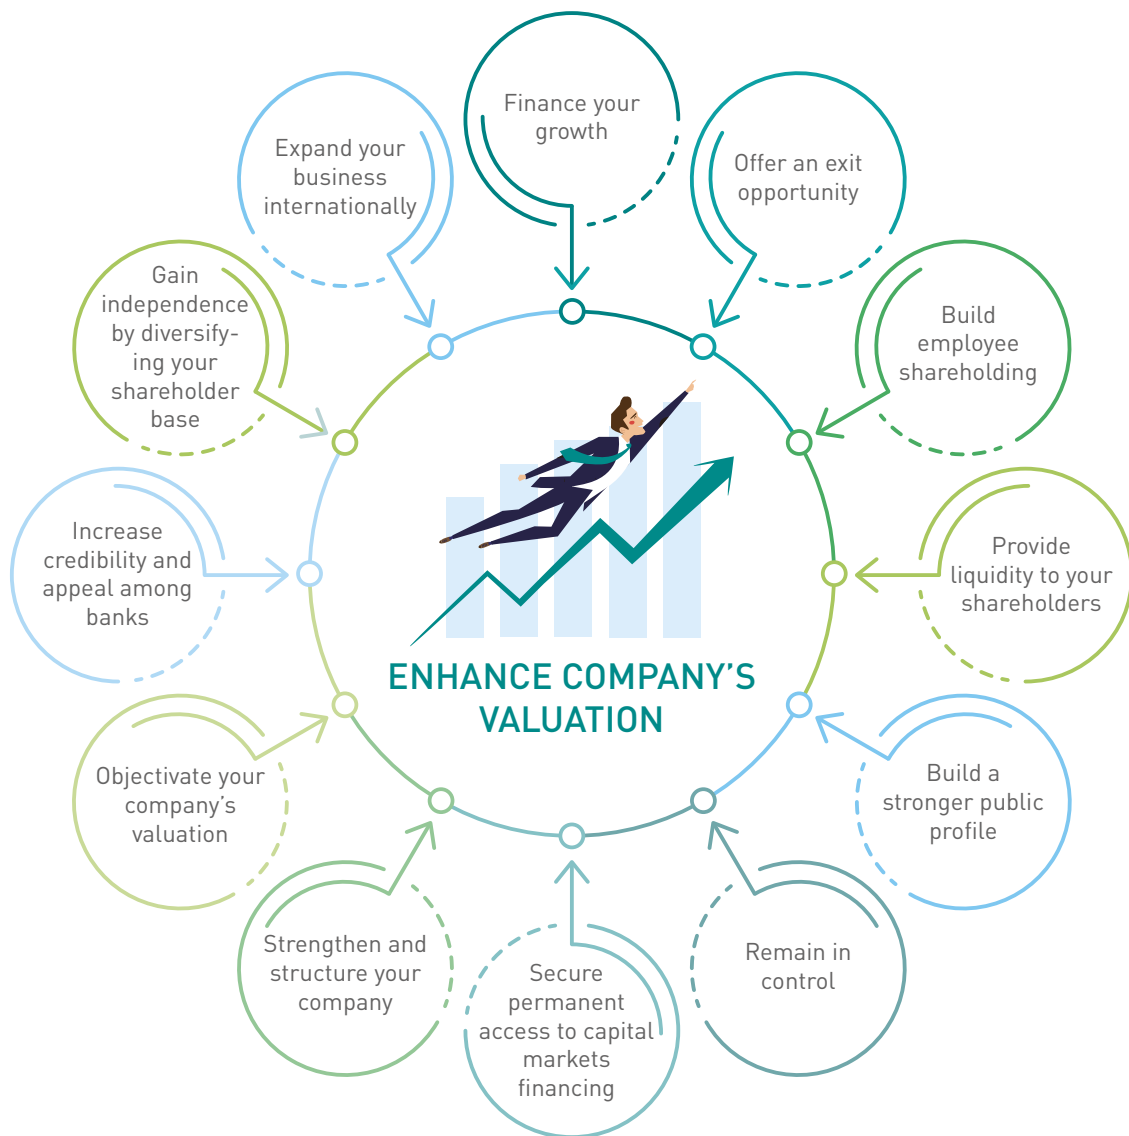 Finance your
growth
Offer an exit
opportunity
Build
employee
shareholding
Provide
liquidity to your
shareholders
Build a
stronger public
profile
Remain in
control
Secure
permanent
access to capital
markets
financing
Strengthen and
structure your
company
Objectivate your
company's
valuation
Increase
credibility and
appeal among
banks
Gain
independence
by diversify-
ing your
shareholder
base
Expand your
business
internationally
ENHANCE COMPANY'S
VALUATION